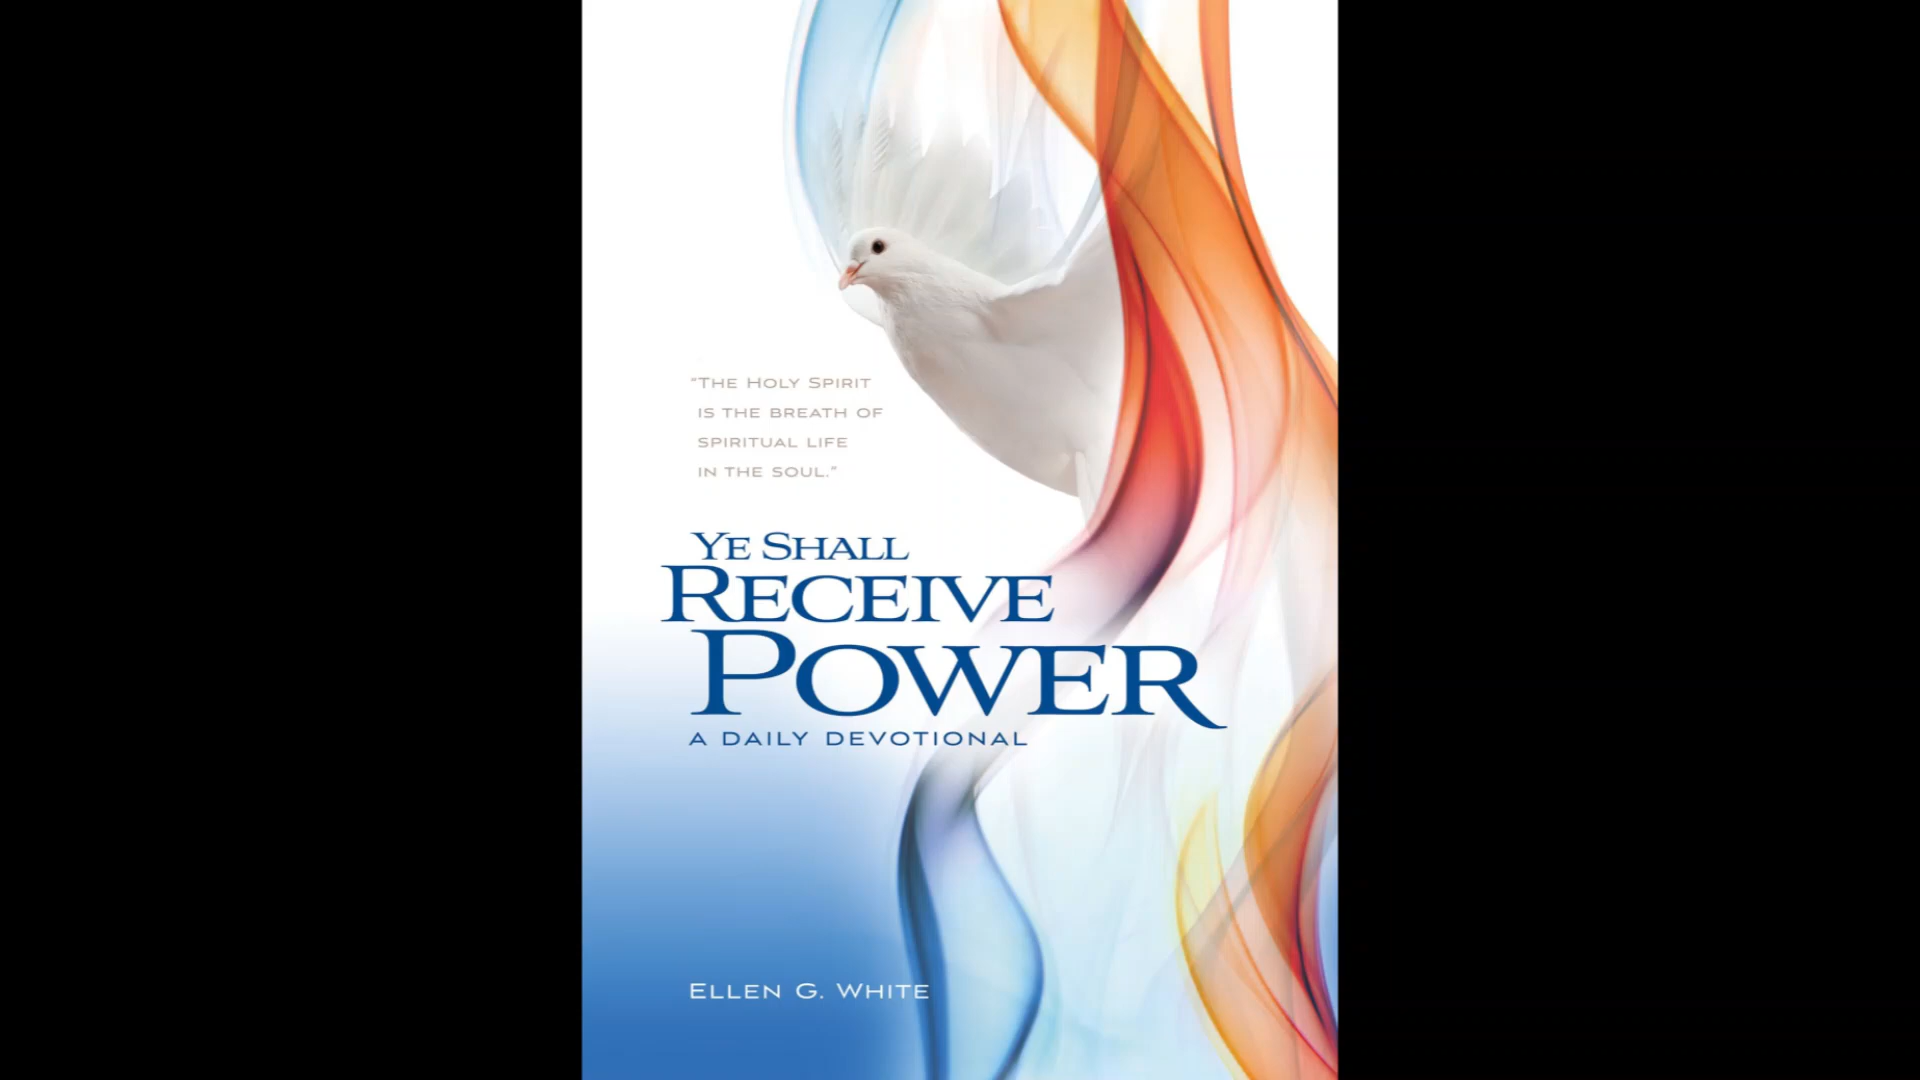 "The Holy Spirit
is the breath of
spiritual life
in the soul."
Ye Shall
Receive
Power
A Daily Devotional
Ellen G. White